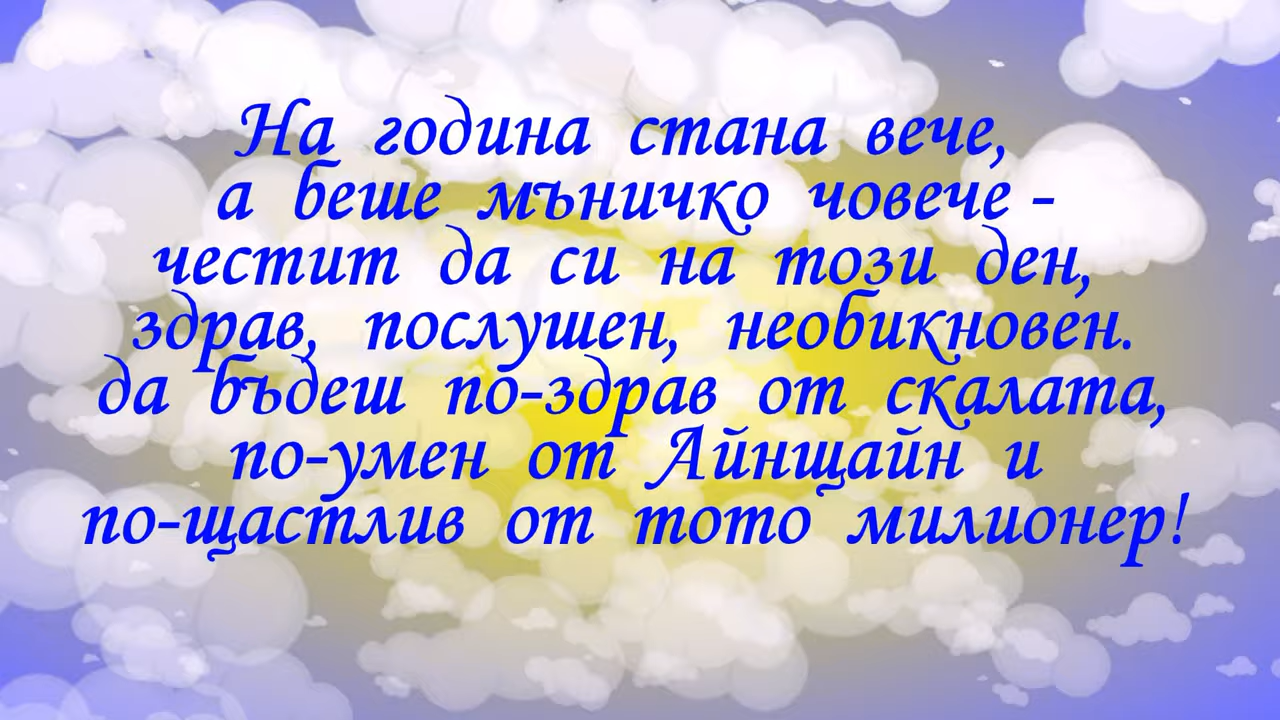 На година стана вече,
а беше мъничко човече -
честит да си на този ден,
здрав, послушен, необикновен.
да бъдеш по-здрав от скалата,
по-умен от Айнщайн и
по-щастлив от тото милионер!